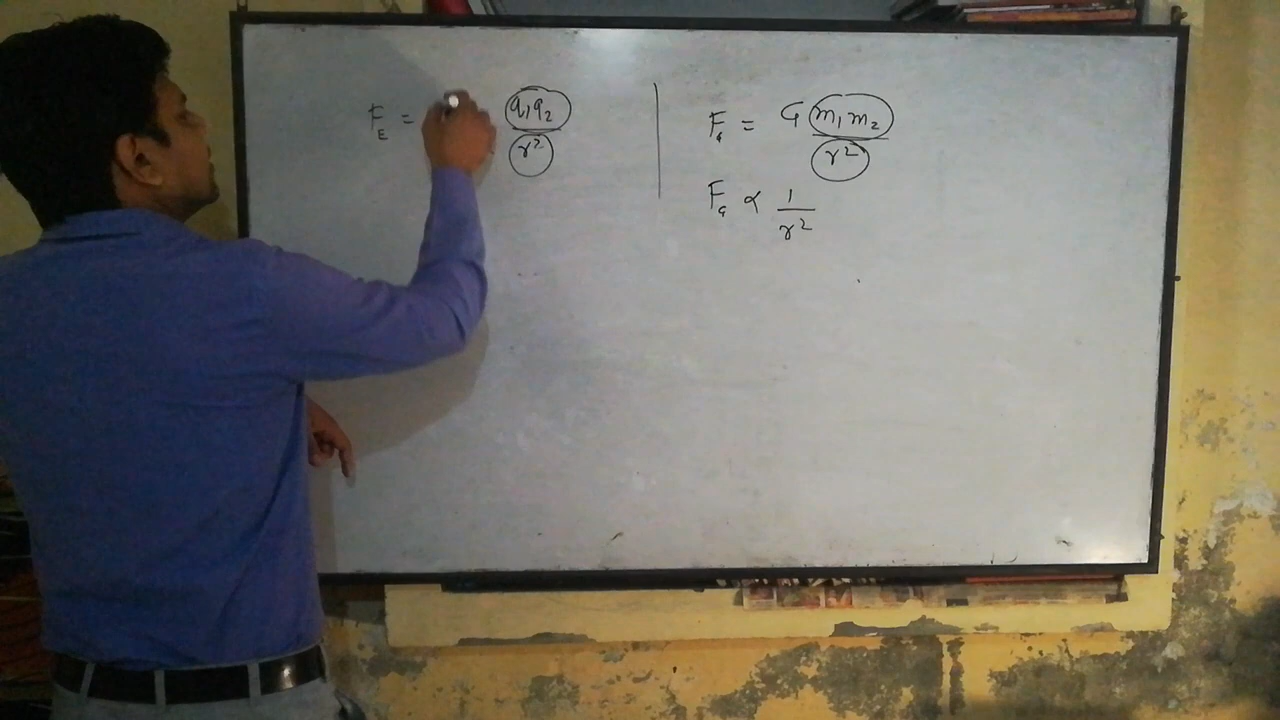 F_E = q₁q₂ / r²
F_G = G m₁m₂ / r²
F_G ∝ 1 / r²